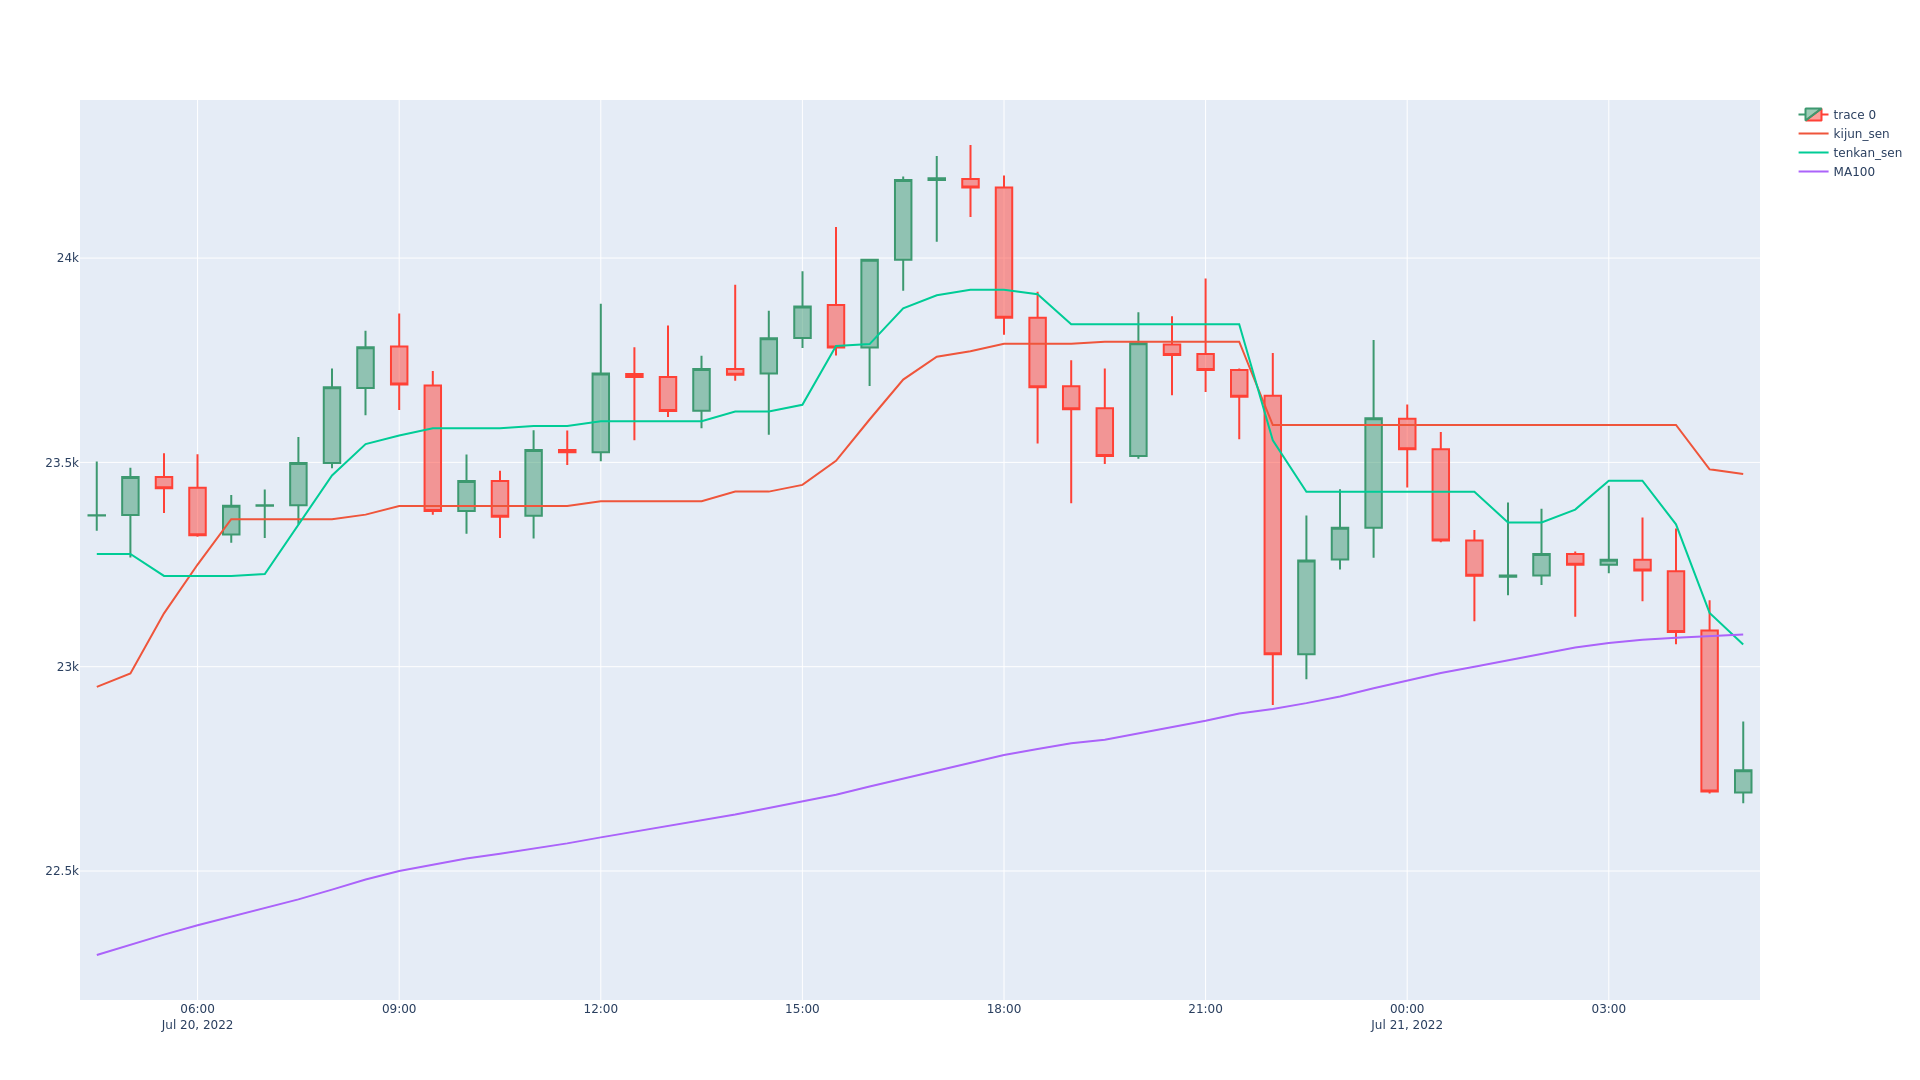 trace 0
kijun_sen
tenkan_sen
MA100
24k
23.5k
23k
22.5k
06:00 09:00 12:00 15:00 18:00 21:00 00:00 03:00
Jul 20, 2022 Jul 21, 2022